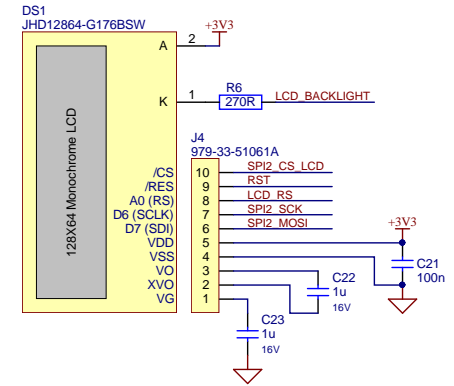 DS1
JHD12864-G176BSW
128X64 Monochrome LCD
A 2 +3V3
K 1 R6 270R LCD_BACKLIGHT
J4
979-33-51061A
/CS 10 SPI2_CS_LCD
/RES 9 RST
A0 (RS) 8 LCD_RS
D6 (SCLK) 7 SPI2_SCK
D7 (SDI) 6 SPI2_MOSI
VDD 5 +3V3
VSS 4
VO 3
XVO 2
VG 1
C21
100n
C22
1u
16V
C23
1u
16V